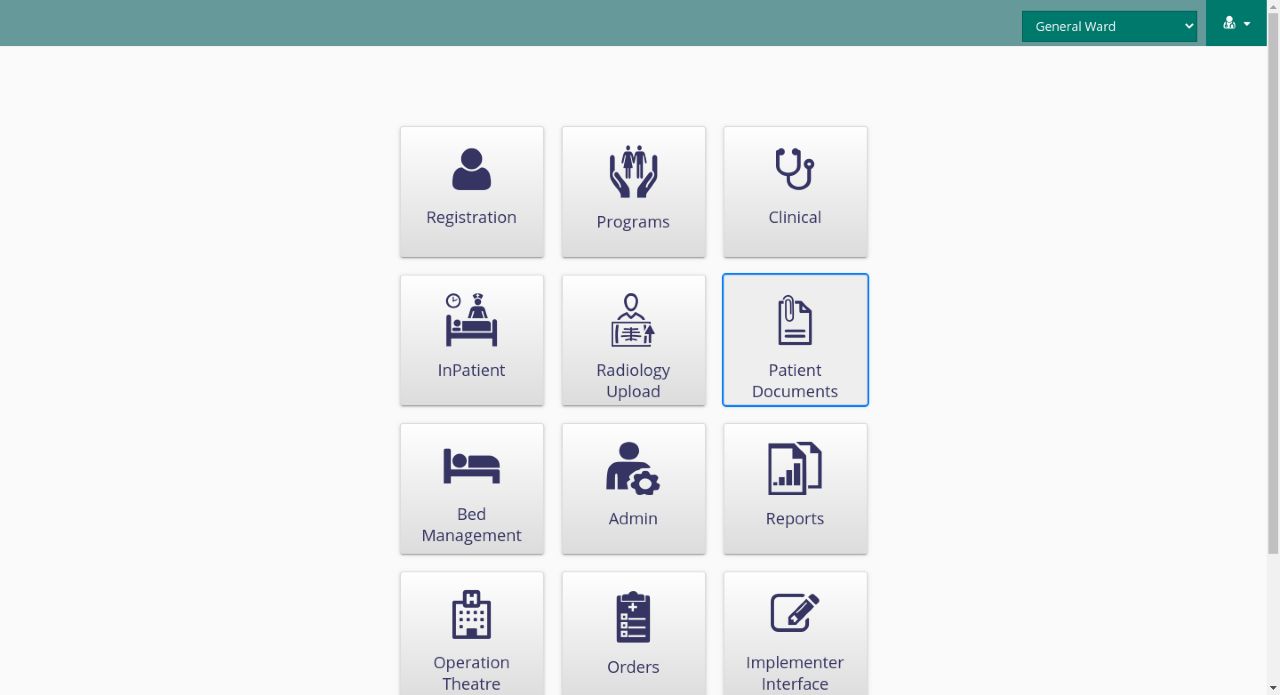 General Ward
Registration
Programs
Clinical
InPatient
Radiology
Upload
Patient
Documents
Bed
Management
Admin
Reports
Operation
Theatre
Orders
Implementer
Interface